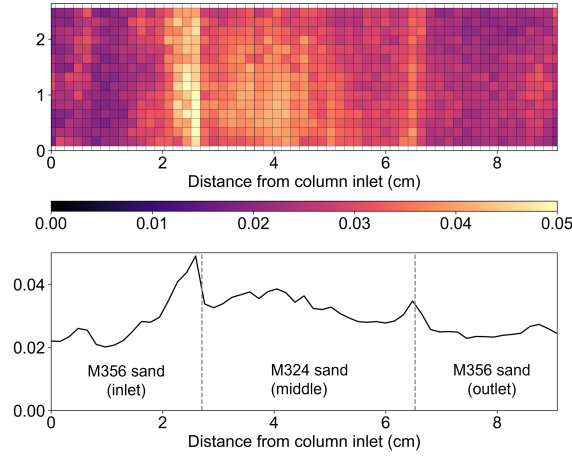 2
1
0
0 2 4 6 8
Distance from column inlet (cm)
0.00 0.01 0.02 0.03 0.04 0.05
0.04
0.02
0.00
M356 sand
(inlet)
M324 sand
(middle)
M356 sand
(outlet)
0 2 4 6 8
Distance from column inlet (cm)